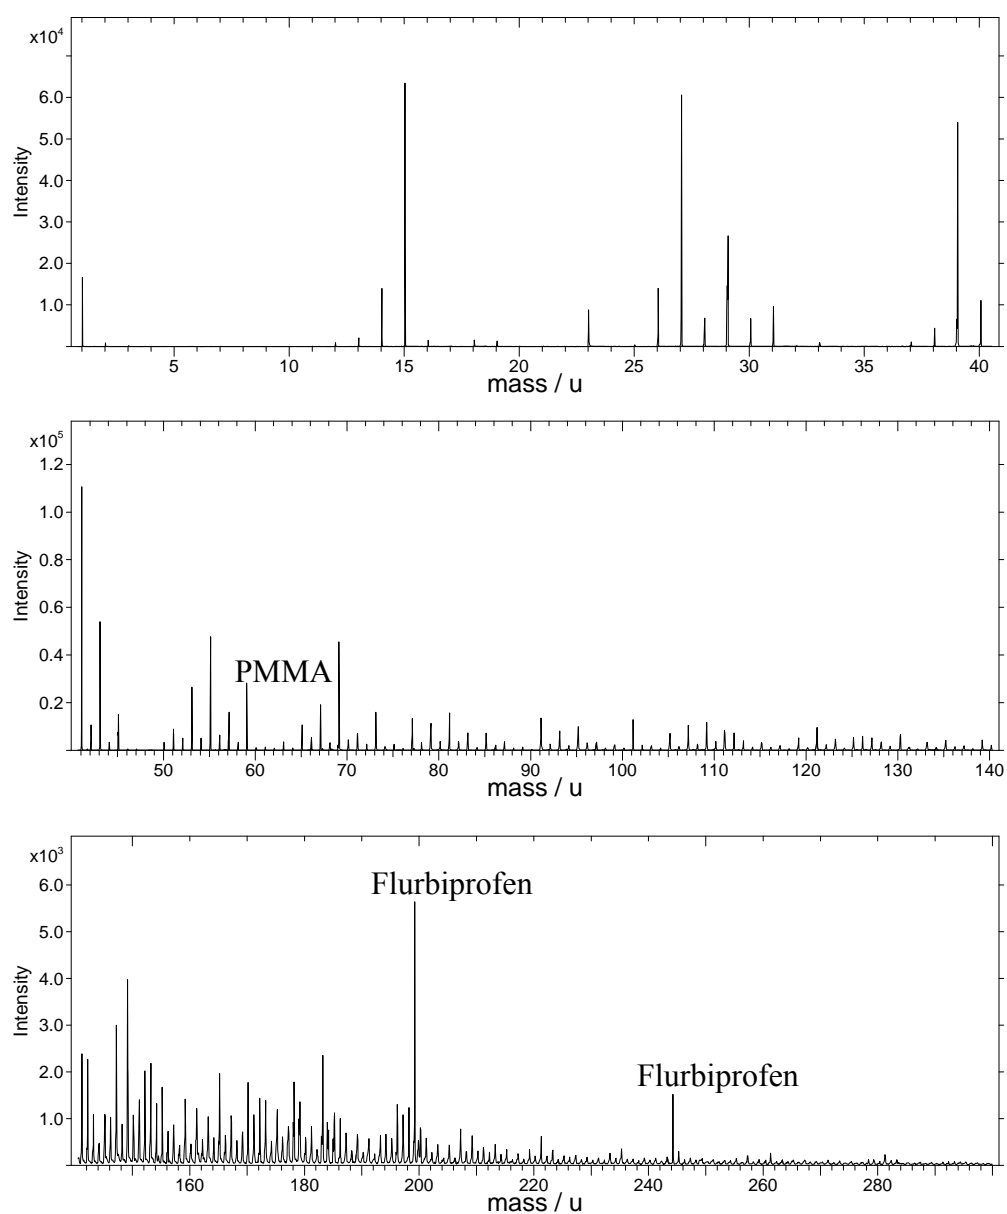 x10⁴
6.0
5.0
4.0
3.0
2.0
1.0
Intensity
5 10 15 20 25 30 35 40
mass / u
x10⁵
1.2
1.0
0.8
0.6
0.4
0.2
Intensity
PMMA
50 60 70 80 90 100 110 120 130 140
mass / u
x10³
6.0
5.0
4.0
3.0
2.0
1.0
Intensity
Flurbiprofen
Flurbiprofen
160 180 200 220 240 260 280
mass / u